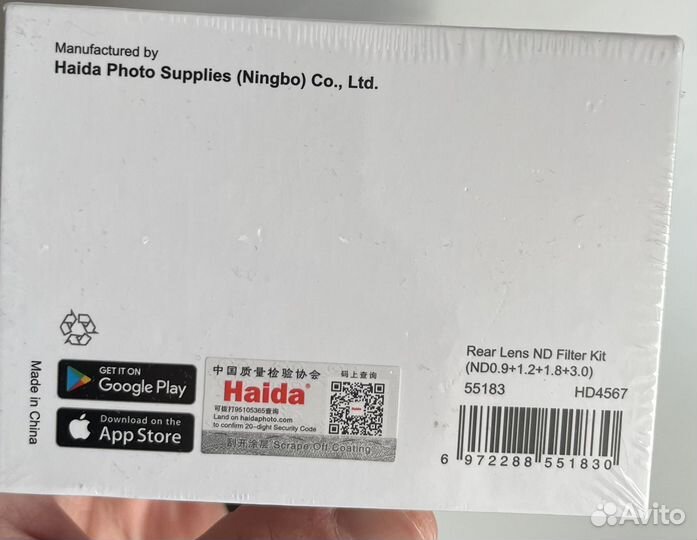 Manufactured by
Haida Photo Supplies (Ningbo) Co., Ltd.
Made in China
GET IT ON
Google Play
Download on the
App Store
中国质量检验协会
码上查询
Haida®
Haida
可拨打95105365查询
Land on haidaphoto.com
to confirm 20-dight Security Code
刮开涂层 Scrape Off Coating
Rear Lens ND Filter Kit
(ND0.9+1.2+1.8+3.0)
55183 HD4567
6 972288 551830
Avito